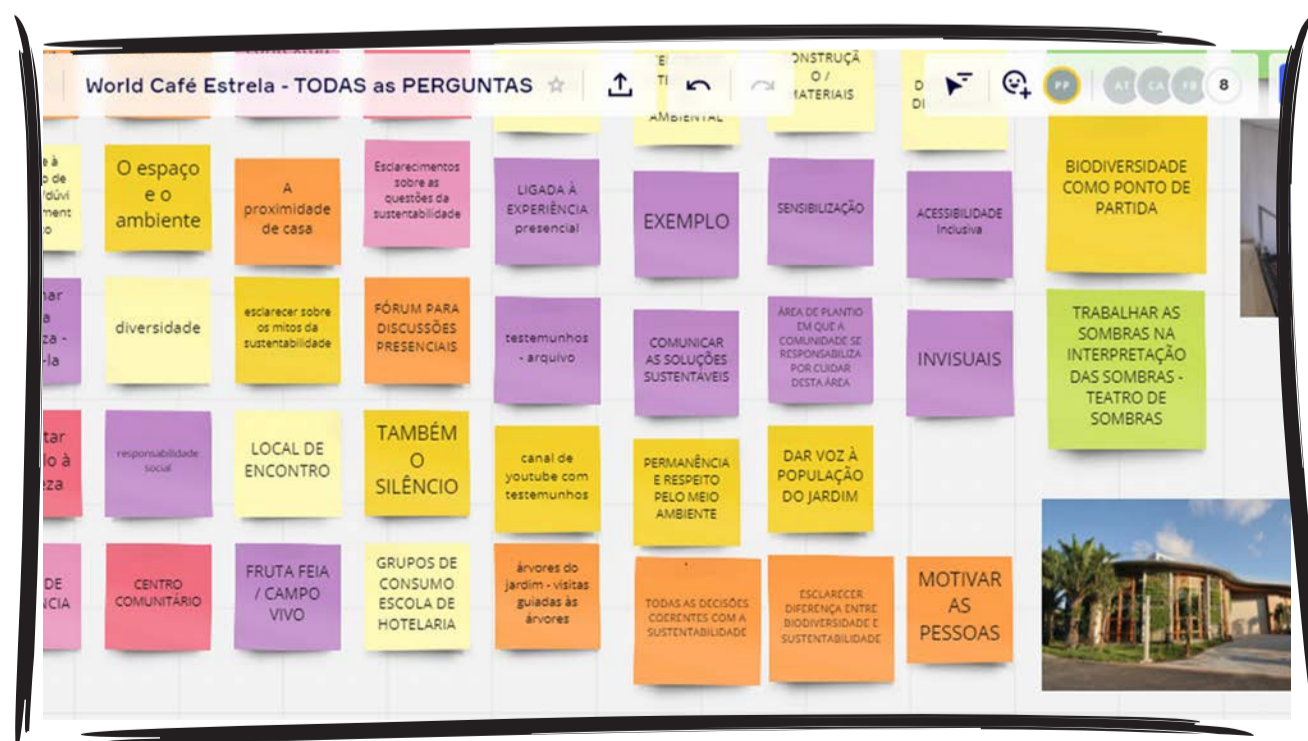 World Café Estrela - TODAS as PERGUNTAS
PP
AT
CA
FB
8
AMBIENTAL
MATERIAIS
O espaço
e o
ambiente
A
proximidade
de casa
Esclarecimentos
sobre as
questões da
sustentabilidade
LIGADA À
EXPERIÊNCIA
presencial
EXEMPLO
SENSIBILIZAÇÃO
ACESSIBILIDADE
Inclusiva
BIODIVERSIDADE
COMO PONTO DE
PARTIDA
diversidade
esclarecer sobre
os mitos da
sustentabilidade
FÓRUM PARA
DISCUSSÕES
PRESENCIAIS
testemunhos
- arquivo
COMUNICAR
AS SOLUÇÕES
SUSTENTÁVEIS
ÁREA DE PLANTIO
EM QUE A
COMUNIDADE SE
RESPONSABILIZA
POR CUIDAR
DESTA ÁREA
INVISUAIS
TRABALHAR AS
SOMBRAS NA
INTERPRETAÇÃO
DAS SOMBRAS -
TEATRO DE
SOMBRAS
responsabilidade
social
LOCAL DE
ENCONTRO
TAMBÉM
O
SILÊNCIO
canal de
youtube com
testemunhos
PERMANÊNCIA
E RESPEITO
PELO MEIO
AMBIENTE
DAR VOZ À
POPULAÇÃO
DO JARDIM
CENTRO
COMUNITÁRIO
FRUTA FEIA
/ CAMPO
VIVO
GRUPOS DE
CONSUMO
ESCOLA DE
HOTELARIA
árvores do
jardim - visitas
guiadas às
árvores
TODAS AS DECISÕES
COERENTES COM A
SUSTENTABILIDADE
ESCLARECER
DIFERENÇA ENTRE
BIODIVERSIDADE E
SUSTENTABILIDADE
MOTIVAR
AS
PESSOAS